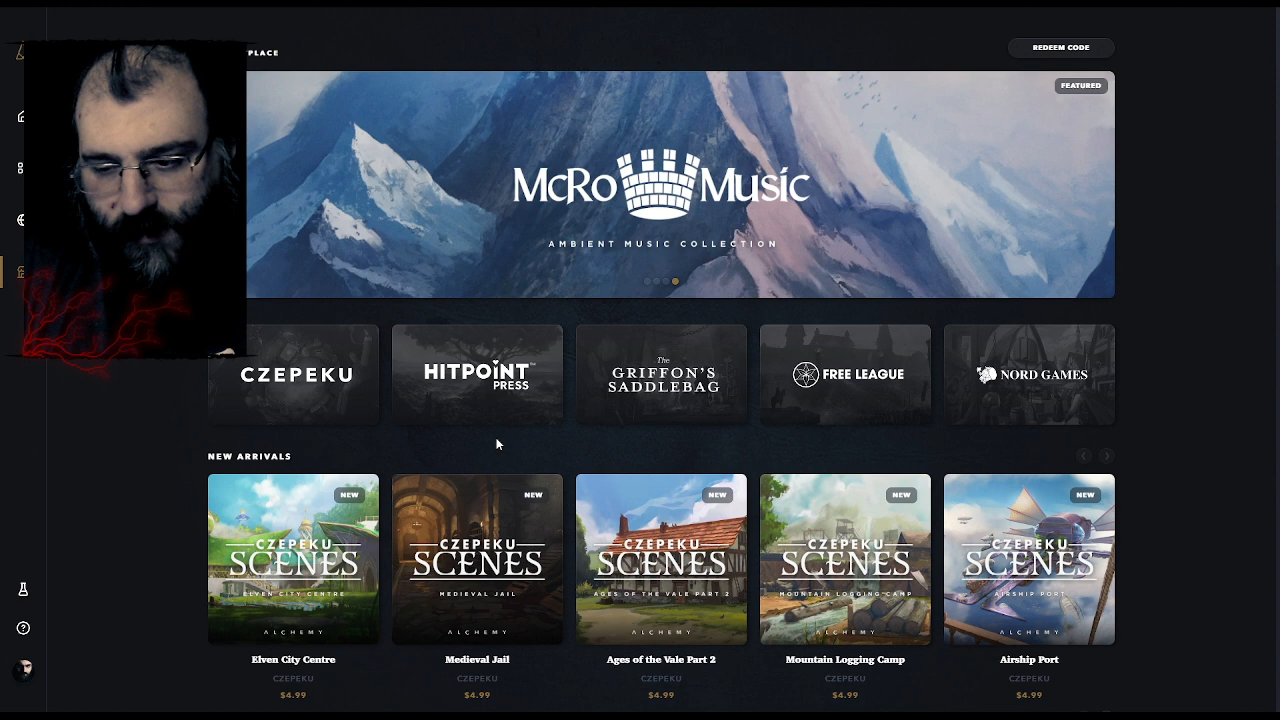 PLACE
REDEEM CODE
FEATURED
McRo Music
AMBIENT MUSIC COLLECTION
CZEPEKU
HITPOINT
PRESS
The
GRIFFON'S
SADDLEBAG
FREE LEAGUE
NORD GAMES
NEW ARRIVALS
NEW
CZEPEKU
SCENES
ELVEN CITY CENTRE
ALCHEMY
NEW
CZEPEKU
SCENES
MEDIEVAL JAIL
ALCHEMY
NEW
CZEPEKU
SCENES
AGES OF THE VALE PART 2
ALCHEMY
NEW
CZEPEKU
SCENES
MOUNTAIN LOGGING CAMP
ALCHEMY
NEW
CZEPEKU
SCENES
AIRSHIP PORT
ALCHEMY
Elven City Centre
CZEPEKU
$4.99
Medieval Jail
CZEPEKU
$4.99
Ages of the Vale Part 2
CZEPEKU
$4.99
Mountain Logging Camp
CZEPEKU
$4.99
Airship Port
CZEPEKU
$4.99